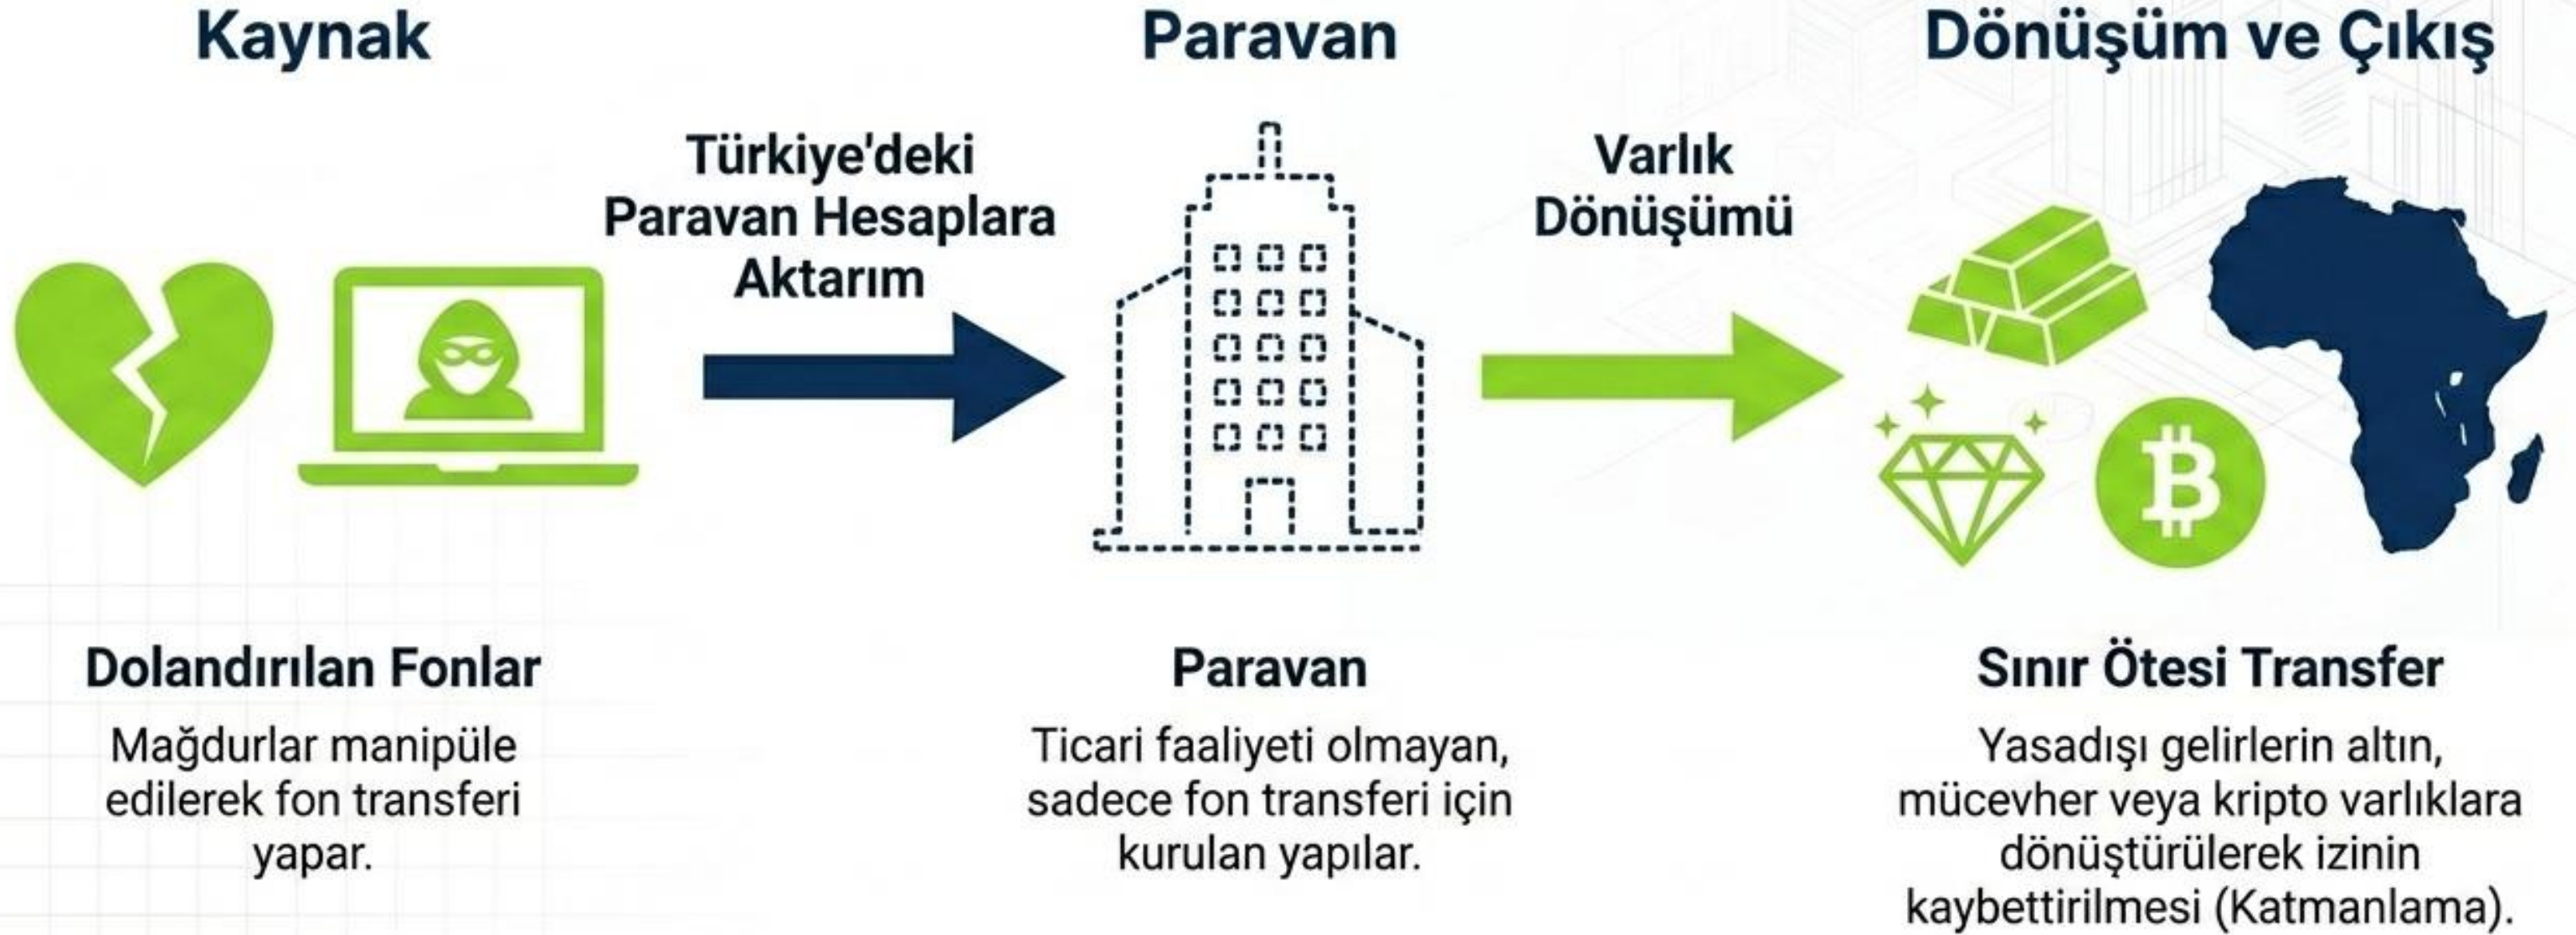 Kaynak
Paravan
Dönüşüm ve Çıkış
Türkiye'deki
Paravan Hesaplara
Aktarım
Varlık
Dönüşümü
Dolandırılan Fonlar
Mağdurlar manipüle
edilerek fon transferi
yapar.
Paravan
Ticari faaliyeti olmayan,
sadece fon transferi için
kurulan yapılar.
Sınır Ötesi Transfer
Yasadışı gelirlerin altın,
mücevher veya kripto varlıklara
dönüştürülerek izinin
kaybettirilmesi (Katmanlama).